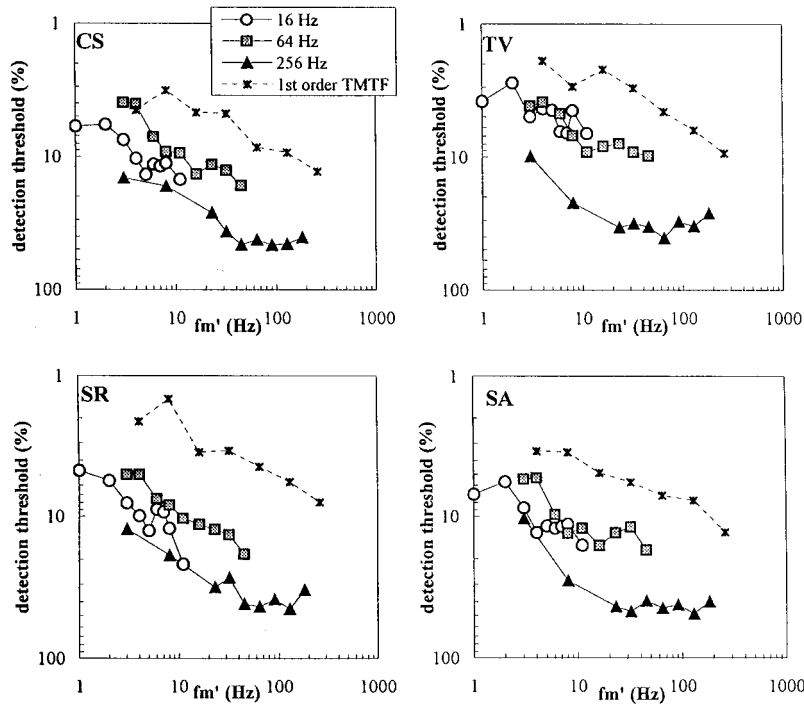 1
10
100
CS
detection threshold (%)
1 10 100 1000
fm' (Hz)
16 Hz
64 Hz
256 Hz
1st order TMTF
1
10
100
TV
detection threshold (%)
1 10 100 1000
fm' (Hz)
1
10
100
SR
detection threshold (%)
1 10 100 1000
fm' (Hz)
1
10
100
SA
detection threshold (%)
1 10 100 1000
fm' (Hz)